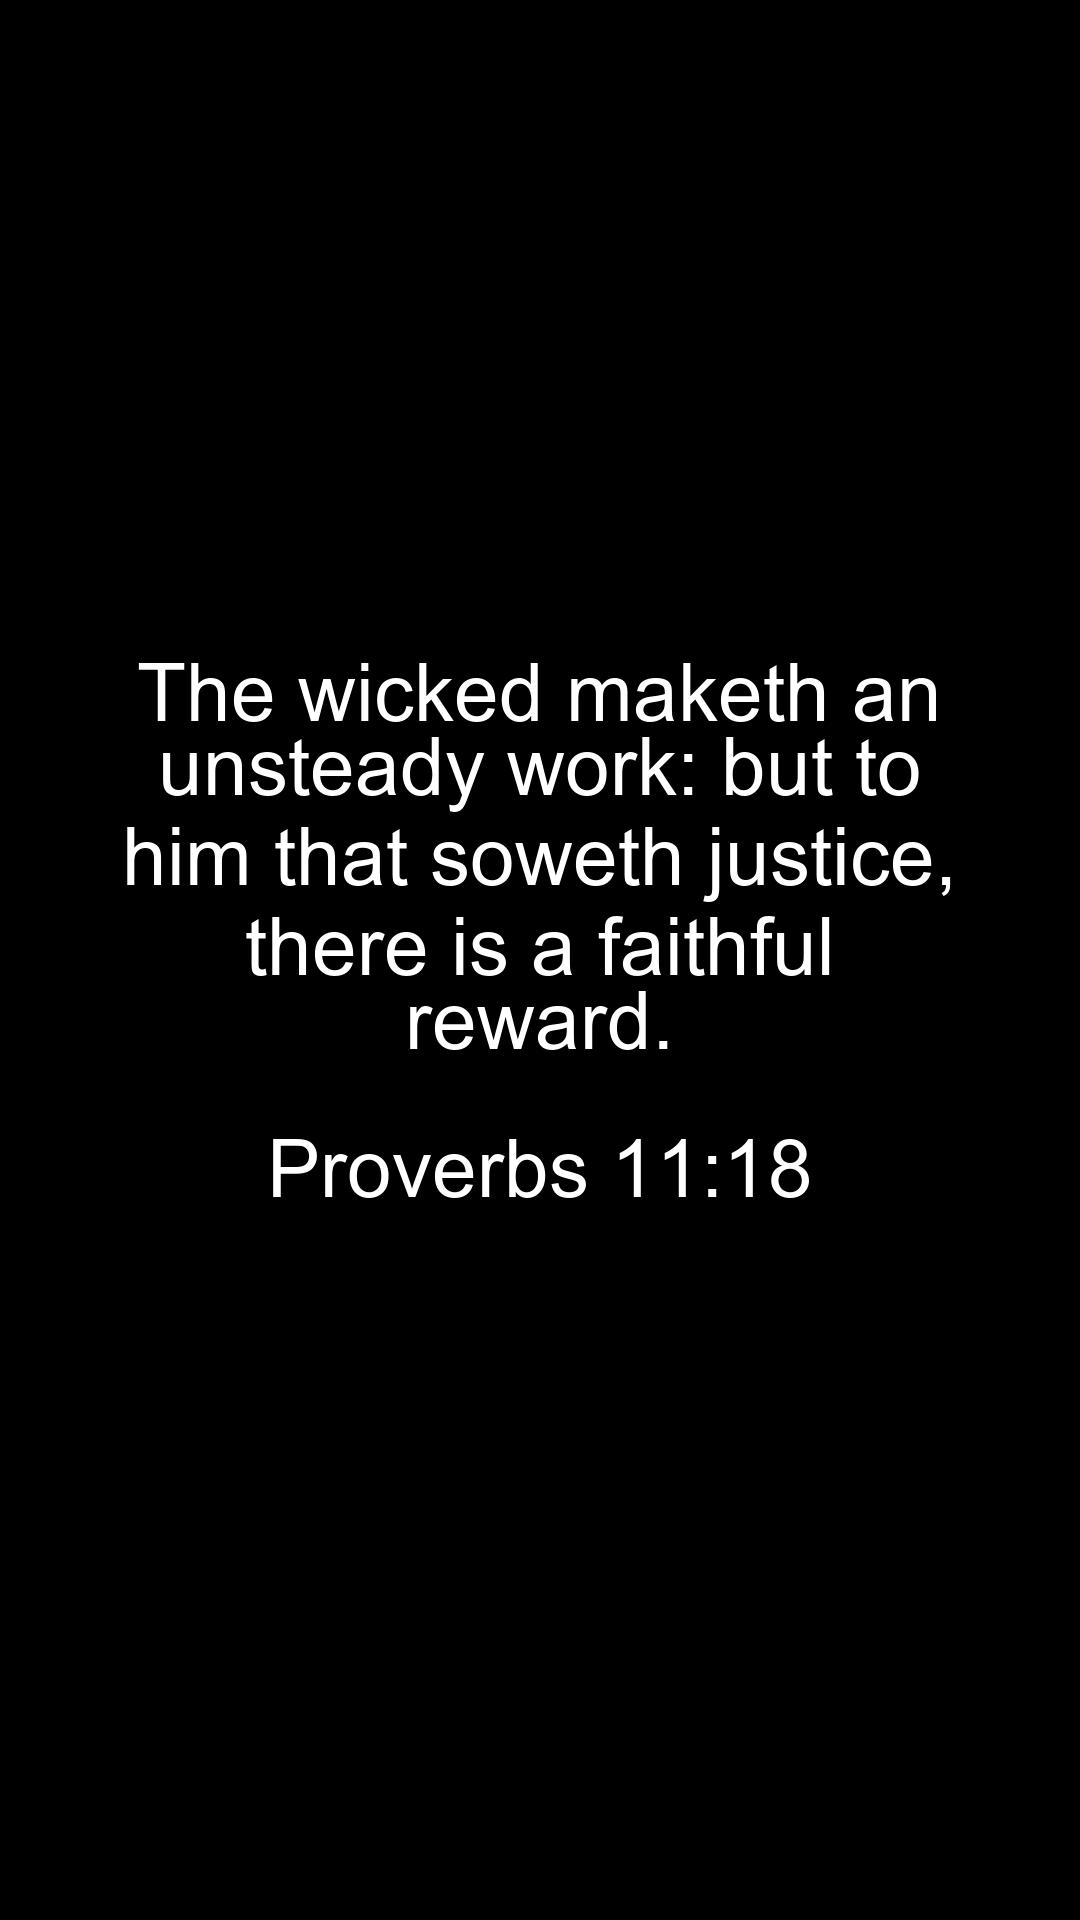 The wicked maketh an
unsteady work: but to
him that soweth justice,
there is a faithful
reward.
Proverbs 11:18